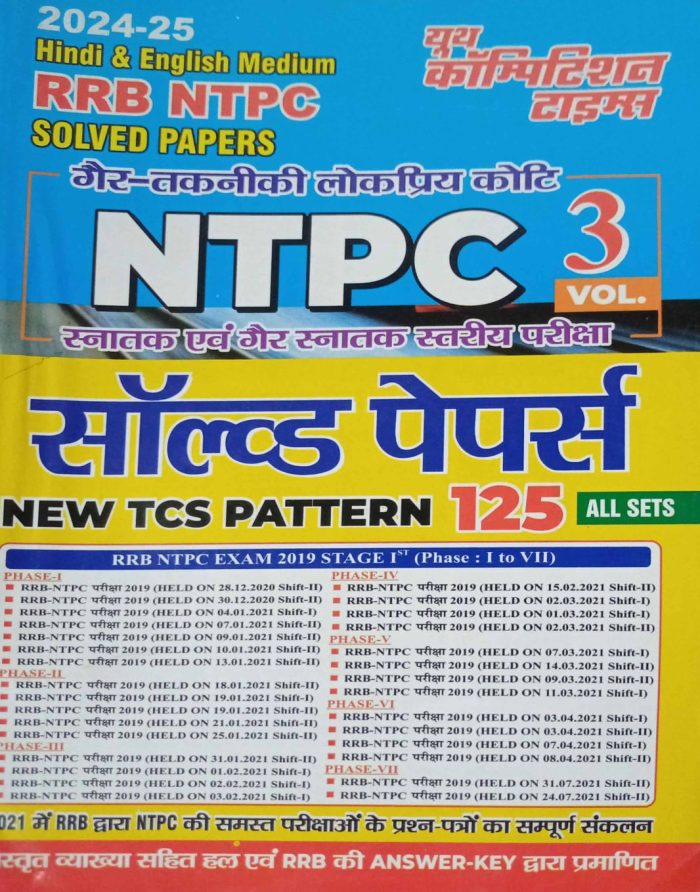 2024-25
Hindi & English Medium
RRB NTPC
SOLVED PAPERS
यूथ
कॉम्पिटिशन
टाइम्स
गैर-तकनीकी लोकप्रिय कोटि
NTPC
3
VOL.
स्नातक एवं गैर स्नातक स्तरीय परीक्षा
सॉल्व्ड पेपर्स
NEW TCS PATTERN 125 ALL SETS
RRB NTPC EXAM 2019 STAGE IST (Phase : I to VII)
PHASE-I
RRB-NTPC परीक्षा 2019 (HELD ON 28.12.2020 Shift-II)
RRB-NTPC परीक्षा 2019 (HELD ON 30.12.2020 Shift-II)
RRB-NTPC परीक्षा 2019 (HELD ON 04.01.2021 Shift-I)
RRB-NTPC परीक्षा 2019 (HELD ON 07.01.2021 Shift-II)
RRB-NTPC परीक्षा 2019 (HELD ON 09.01.2021 Shift-II)
RRB-NTPC परीक्षा 2019 (HELD ON 10.01.2021 Shift-II)
RRB-NTPC परीक्षा 2019 (HELD ON 13.01.2021 Shift-II)
PHASE-II
RRB-NTPC परीक्षा 2019 (HELD ON 18.01.2021 Shift-II)
RRB-NTPC परीक्षा 2019 (HELD ON 19.01.2021 Shift-I)
RRB-NTPC परीक्षा 2019 (HELD ON 19.01.2021 Shift-II)
RRB-NTPC परीक्षा 2019 (HELD ON 21.01.2021 Shift-II)
RRB-NTPC परीक्षा 2019 (HELD ON 25.01.2021 Shift-II)
PHASE-III
RRB-NTPC परीक्षा 2019 (HELD ON 31.01.2021 Shift-II)
RRB-NTPC परीक्षा 2019 (HELD ON 01.02.2021 Shift-I)
RRB-NTPC परीक्षा 2019 (HELD ON 02.02.2021 Shift-I)
RRB-NTPC परीक्षा 2019 (HELD ON 03.02.2021 Shift-I)
PHASE-IV
RRB-NTPC परीक्षा 2019 (HELD ON 15.02.2021 Shift-II)
RRB-NTPC परीक्षा 2019 (HELD ON 02.03.2021 Shift-I)
RRB-NTPC परीक्षा 2019 (HELD ON 01.03.2021 Shift-I)
RRB-NTPC परीक्षा 2019 (HELD ON 02.03.2021 Shift-II)
PHASE-V
RRB-NTPC परीक्षा 2019 (HELD ON 07.03.2021 Shift-I)
RRB-NTPC परीक्षा 2019 (HELD ON 14.03.2021 Shift-II)
RRB-NTPC परीक्षा 2019 (HELD ON 09.03.2021 Shift-II)
RRB-NTPC परीक्षा 2019 (HELD ON 11.03.2021 Shift-I)
PHASE-VI
RRB-NTPC परीक्षा 2019 (HELD ON 03.04.2021 Shift-I)
RRB-NTPC परीक्षा 2019 (HELD ON 03.04.2021 Shift-II)
RRB-NTPC परीक्षा 2019 (HELD ON 07.04.2021 Shift-I)
RRB-NTPC परीक्षा 2019 (HELD ON 08.04.2021 Shift-II)
PHASE-VII
RRB-NTPC परीक्षा 2019 (HELD ON 31.07.2021 Shift-II)
RRB-NTPC परीक्षा 2019 (HELD ON 24.07.2021 Shift-II)
021 में RRB द्वारा NTPC की समस्त परीक्षाओं के प्रश्न-पत्रों का सम्पूर्ण संकलन
स्तृत व्याख्या सहित हल एवं RRB की ANSWER-KEY द्वारा प्रमाणित